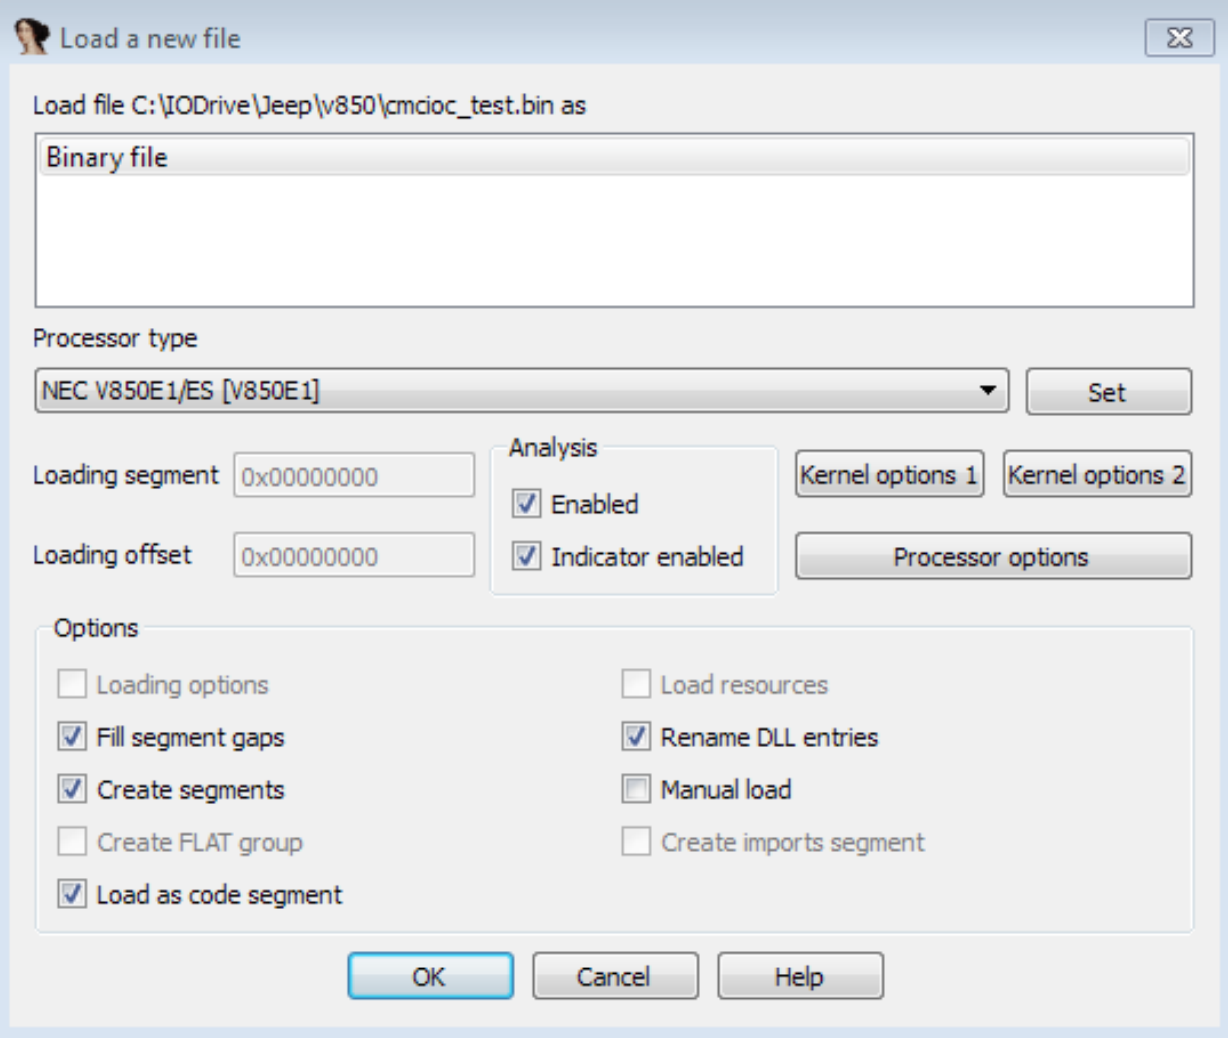 Load a new file
Load file C:\IODrive\Jeep\v850\cmcioc_test.bin as
Binary file
Processor type
NEC V850E1/ES [V850E1]
Set
Loading segment
0x00000000
Loading offset
0x00000000
Analysis
Enabled
Indicator enabled
Kernel options 1
Kernel options 2
Processor options
Options
Loading options
Load resources
Fill segment gaps
Rename DLL entries
Create segments
Manual load
Create FLAT group
Create imports segment
Load as code segment
OK
Cancel
Help